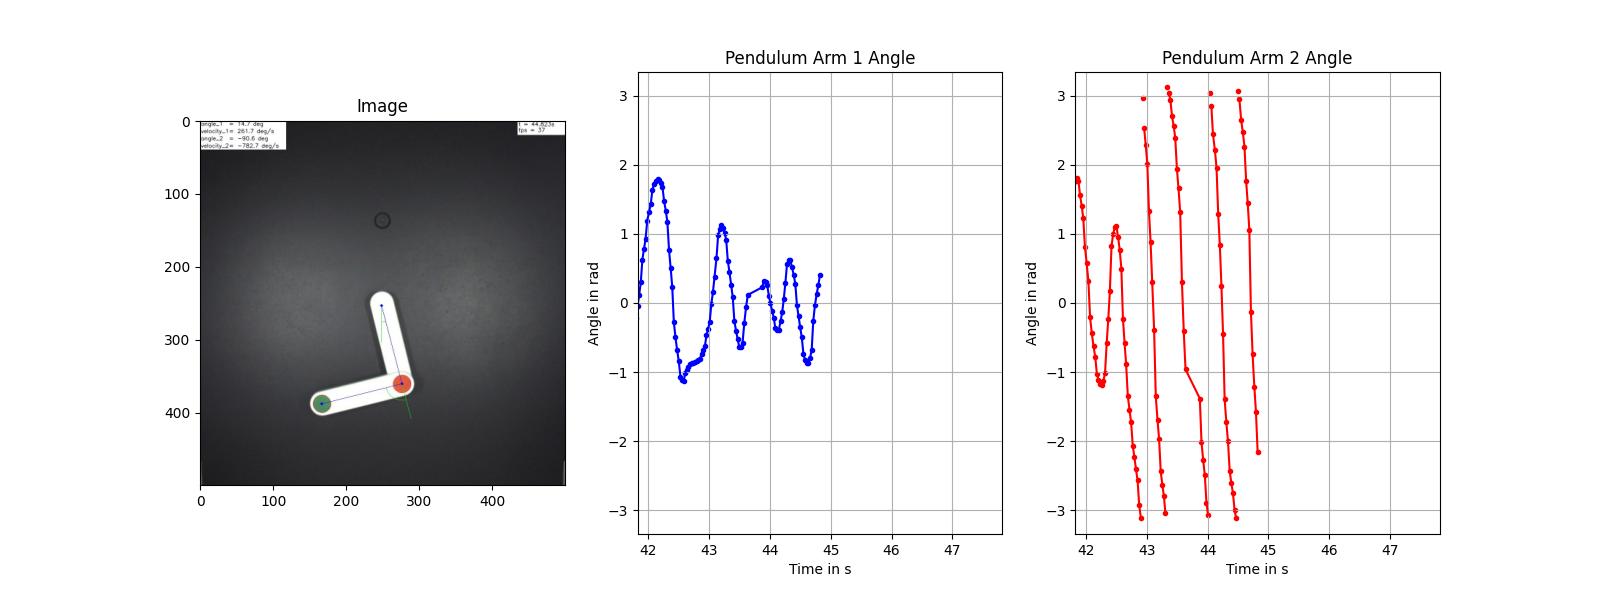 Image
angle_1 = 14.7 deg
velocity_1= 261.7 deg/s
angle_2 = -90.6 deg
velocity_2= -782.7 deg/s
t = 44.823s
fps = 37
0
100
200
300
400
0 100 200 300 400
Pendulum Arm 1 Angle
Angle in rad
3
2
1
0
−1
−2
−3
42 43 44 45 46 47
Time in s
Pendulum Arm 2 Angle
Angle in rad
3
2
1
0
−1
−2
−3
42 43 44 45 46 47
Time in s